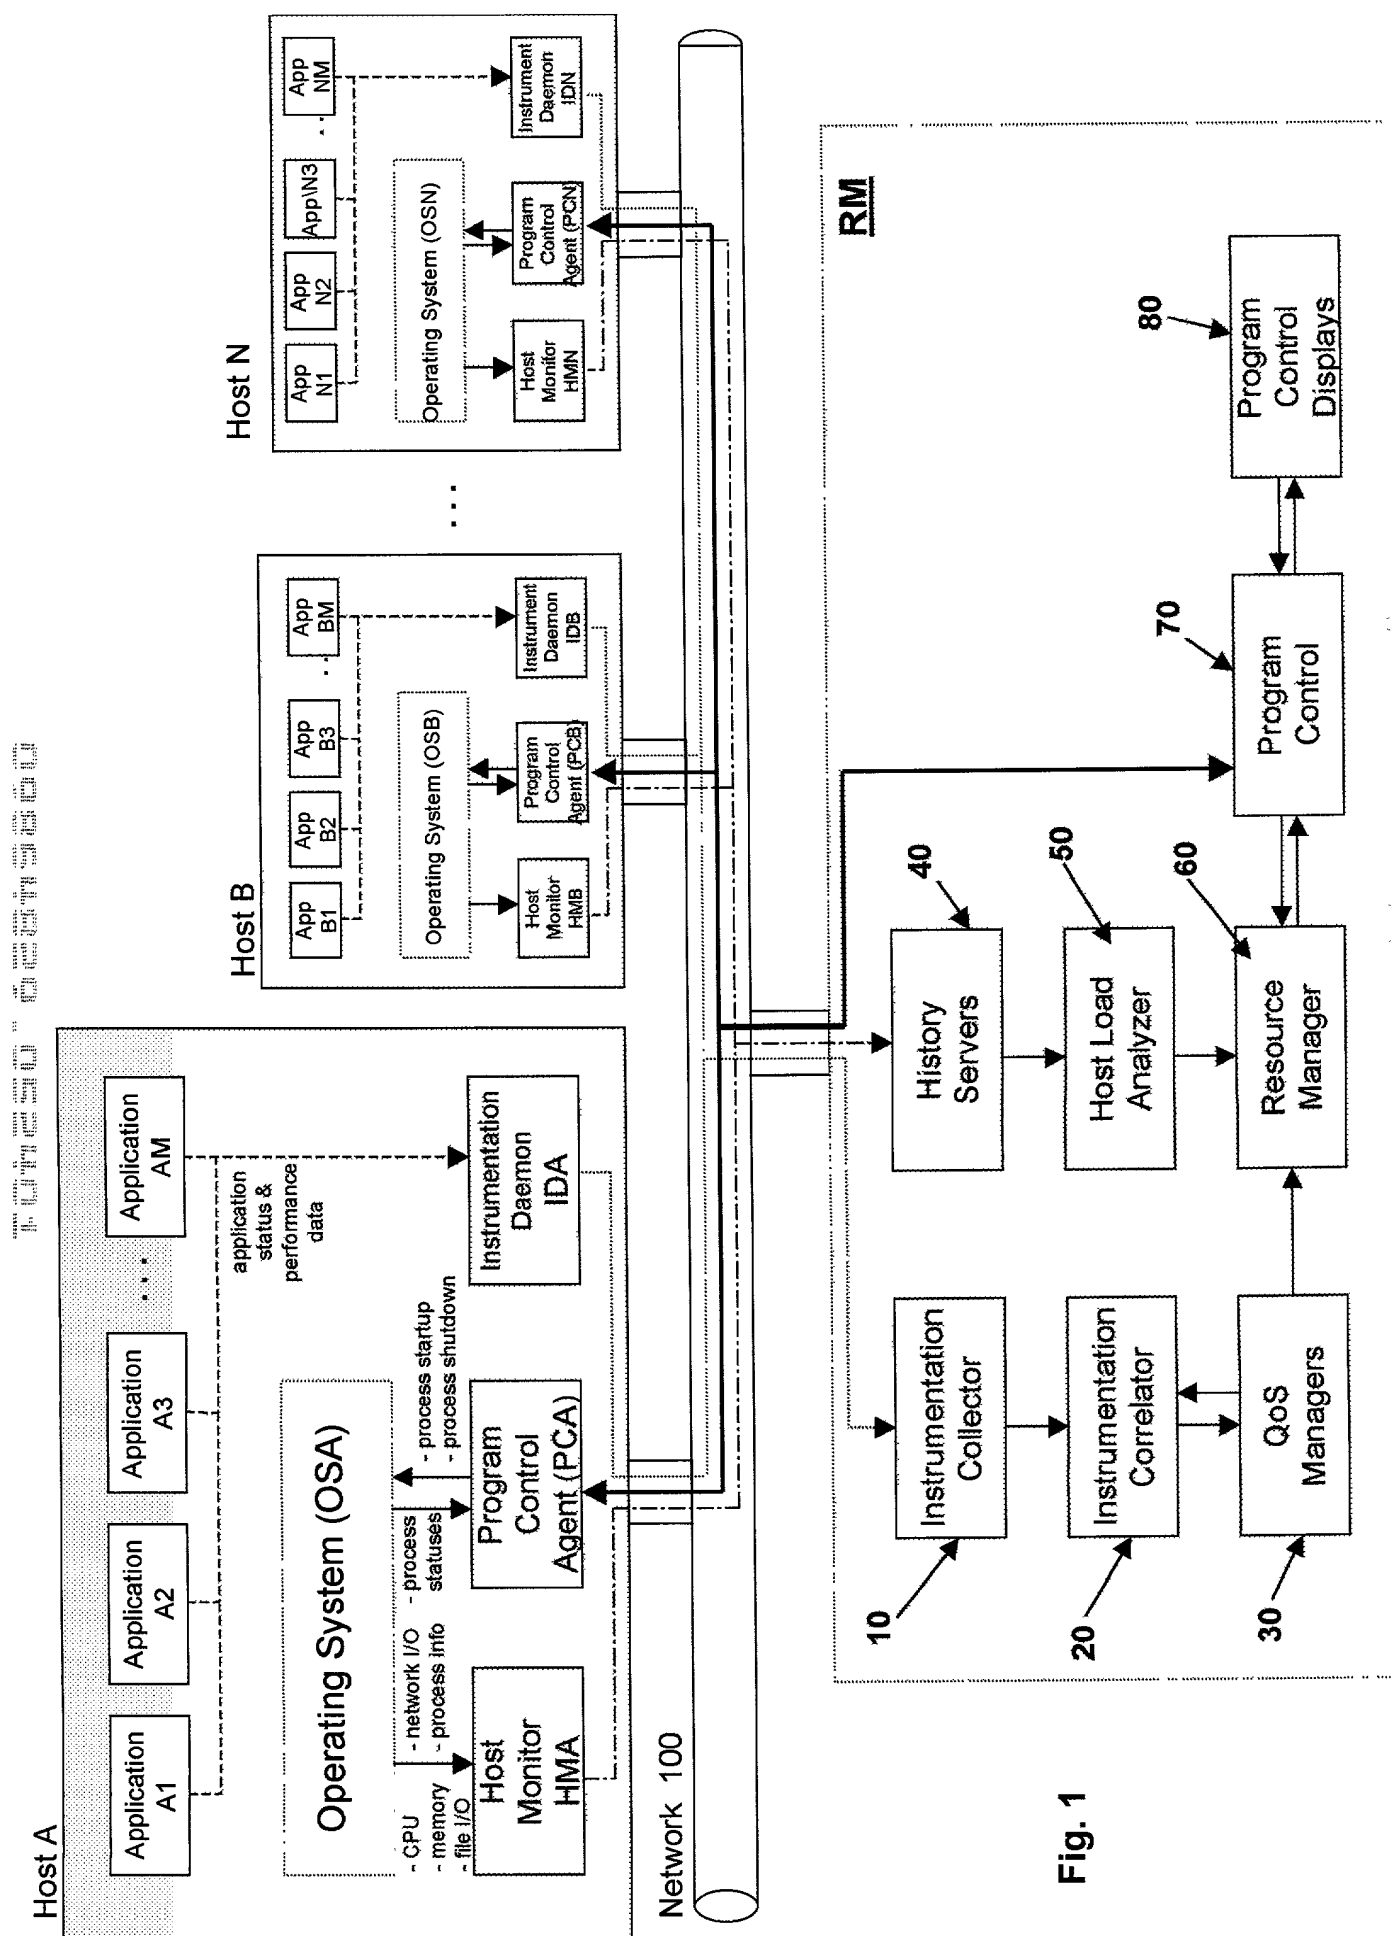 Host A
Application
A1
Application
A2
Application
A3
....
Application
AM
application
status &
performance
data
Operating System (OSA)
- CPU
- memory
- file I/O
- network I/O
- process info
- process
statuses
- process startup
- process shutdown
Host
Monitor
HMA
Program
Control
Agent (PCA)
Instrumentation
Daemon
IDA
Host B
App
B1
App
B2
App
B3
...
App
BM
Operating System (OSB)
Host
Monitor
HMB
Program
Control
Agent (PCB)
Instrument
Daemon
IDB
...
Host N
App
N1
App
N2
App\N3
...
App
NM
Operating System (OSN)
Host
Monitor
HMN
Program
Control
Agent (PCN)
Instrument
Daemon
IDN
Network 100
RM
10
Instrumentation
Collector
20
Instrumentation
Correlator
30
QoS
Managers
40
History
Servers
50
Host Load
Analyzer
60
Resource
Manager
70
Program
Control
80
Program
Control
Displays
Fig. 1